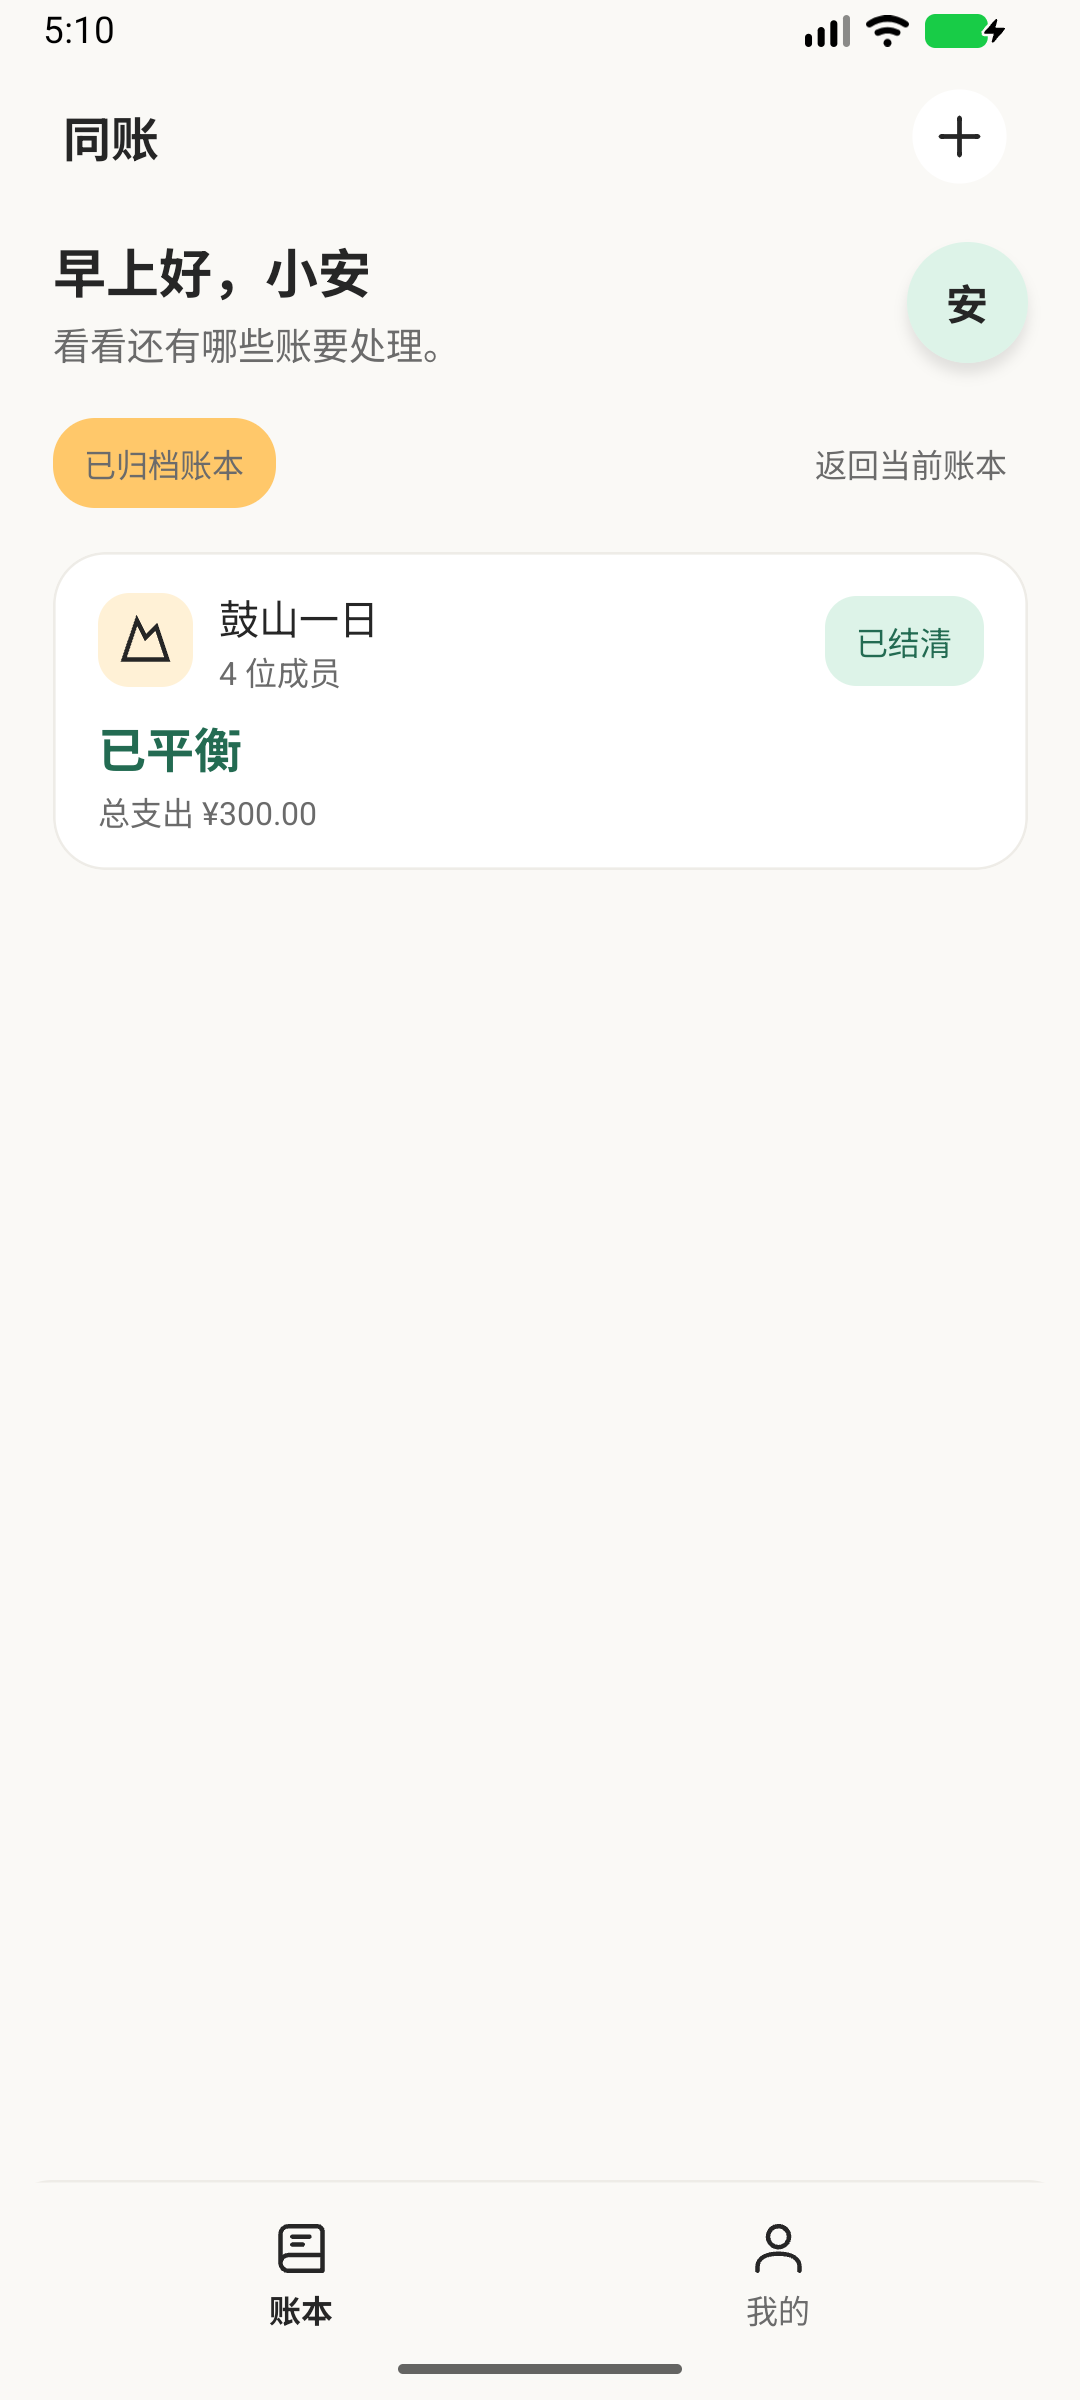 5:10
同账
早上好，小安
安
看看还有哪些账要处理。
已归档账本
返回当前账本
鼓山一日
4 位成员
已结清
已平衡
总支出 ¥300.00
账本
我的